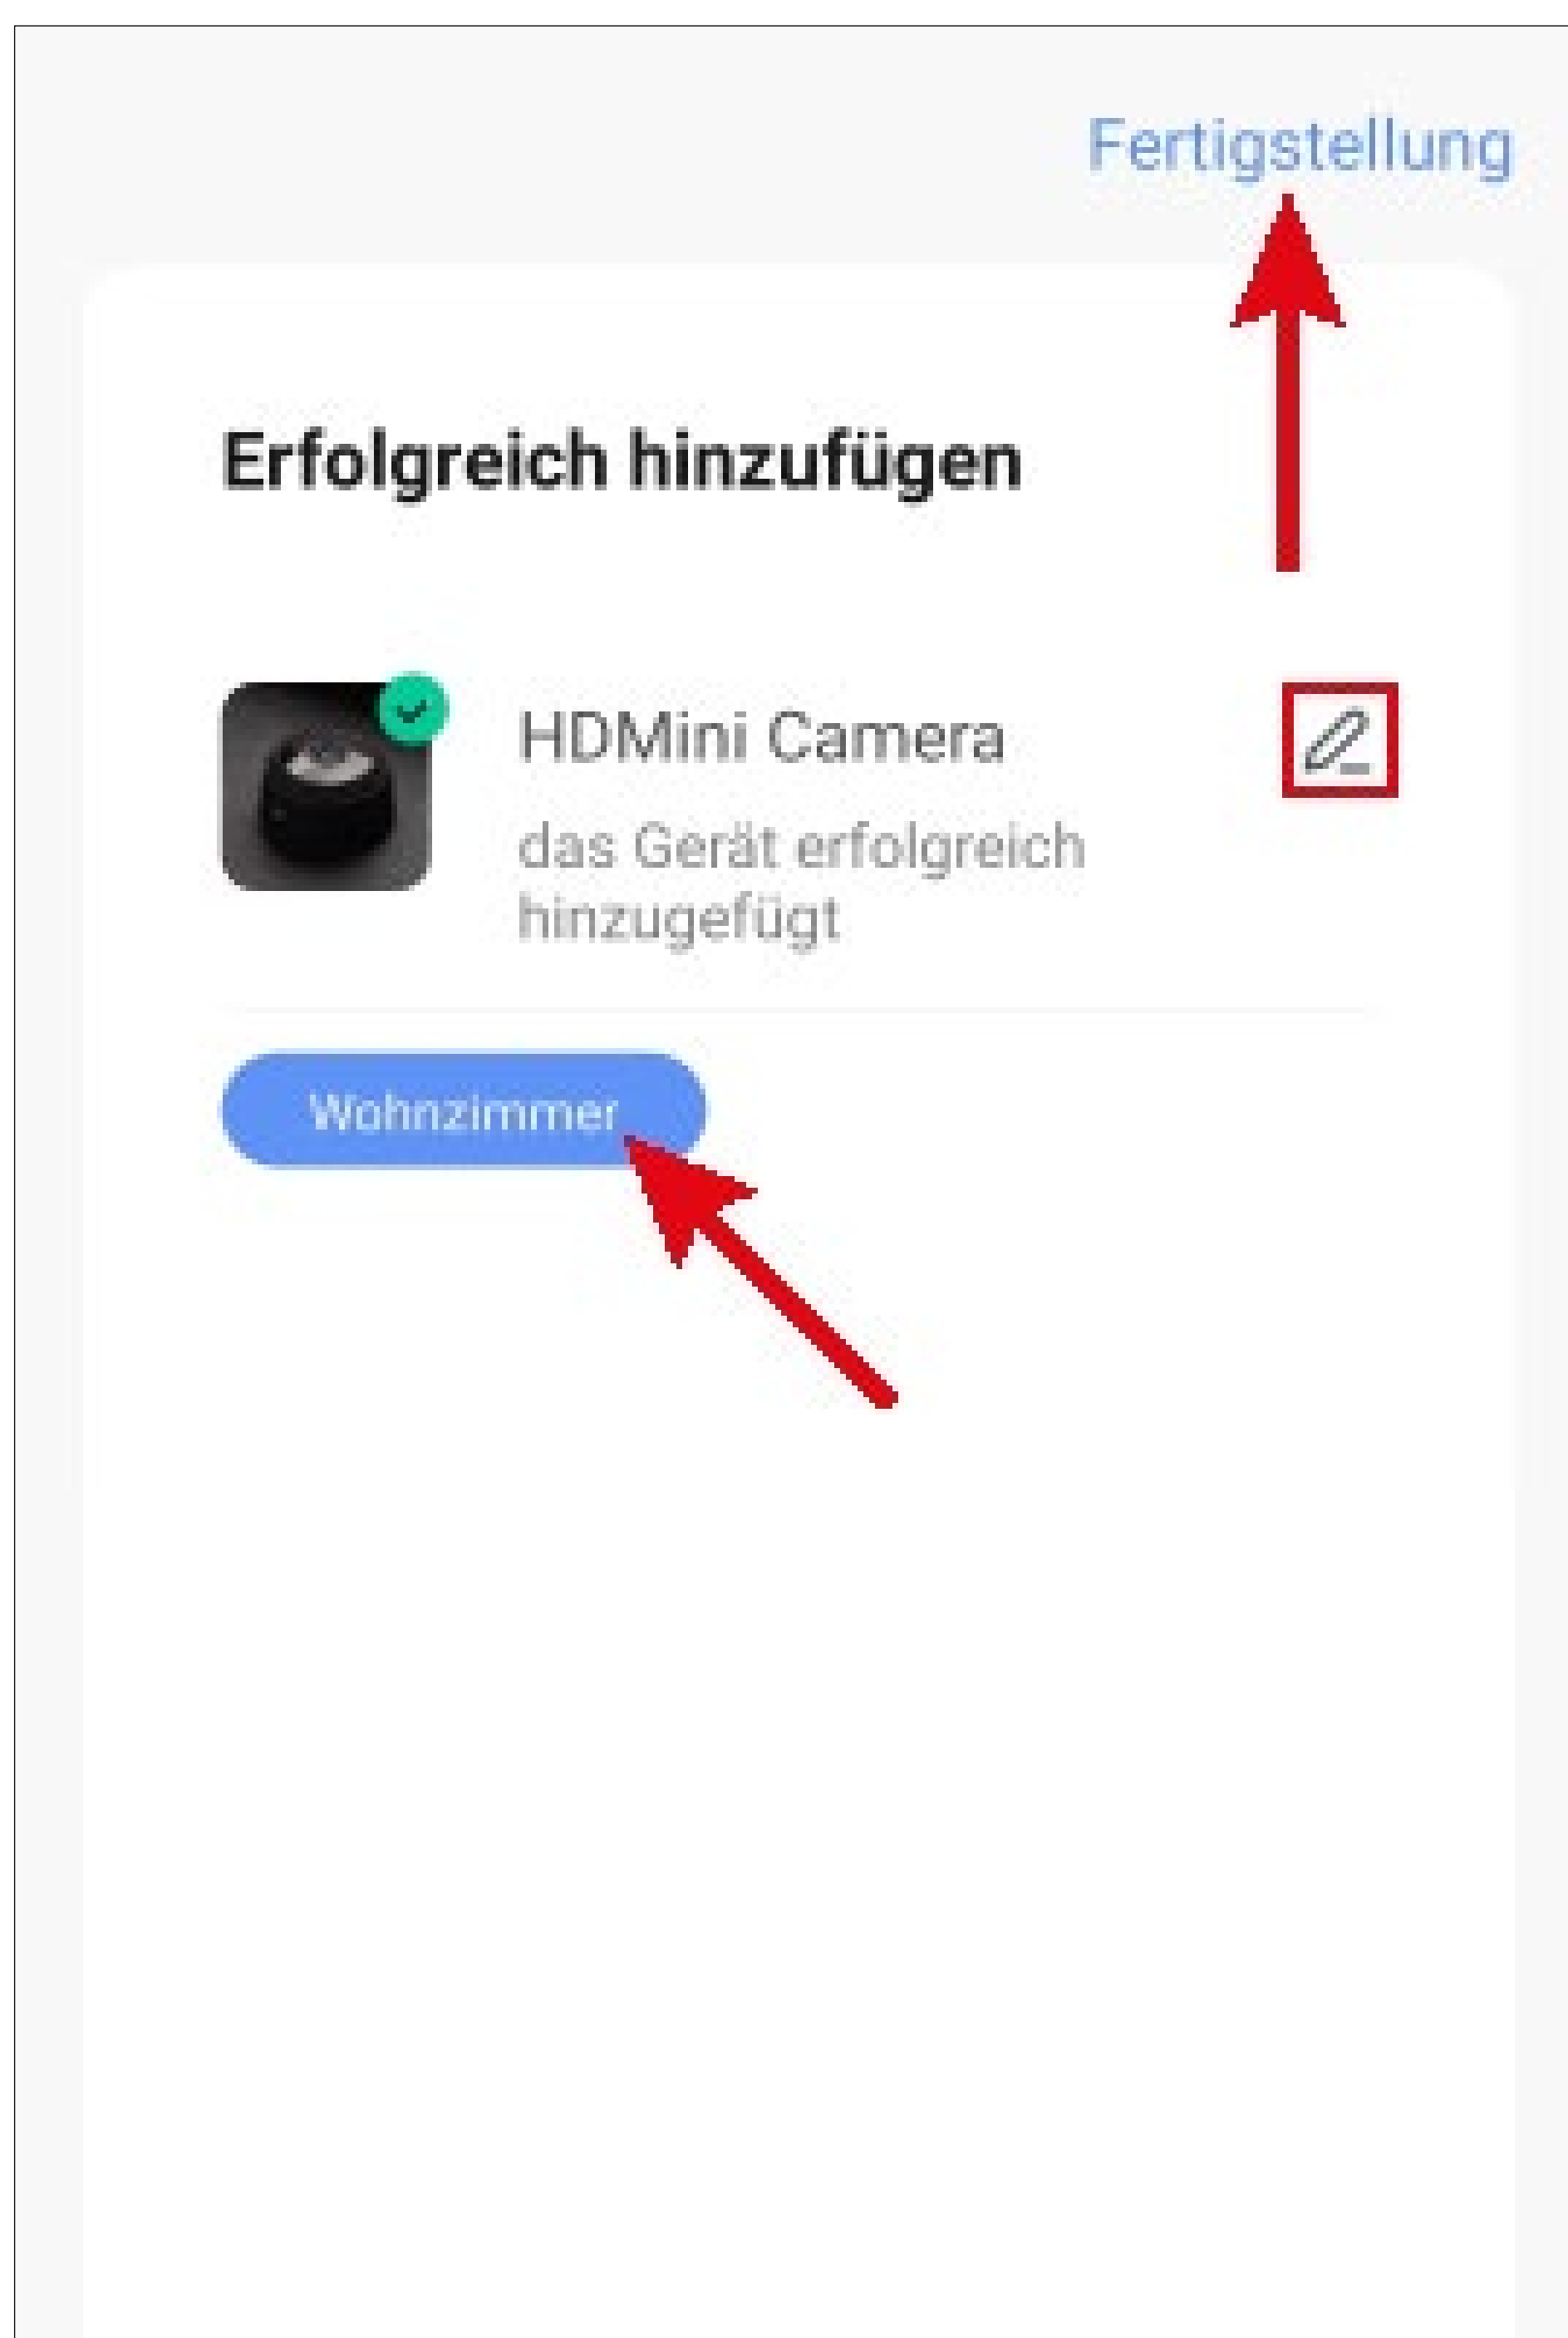 Fertigstellung
Erfolgreich hinzufügen
HDMini Camera
das Gerät erfolgreich
hinzugefügt
Wohnzimmer